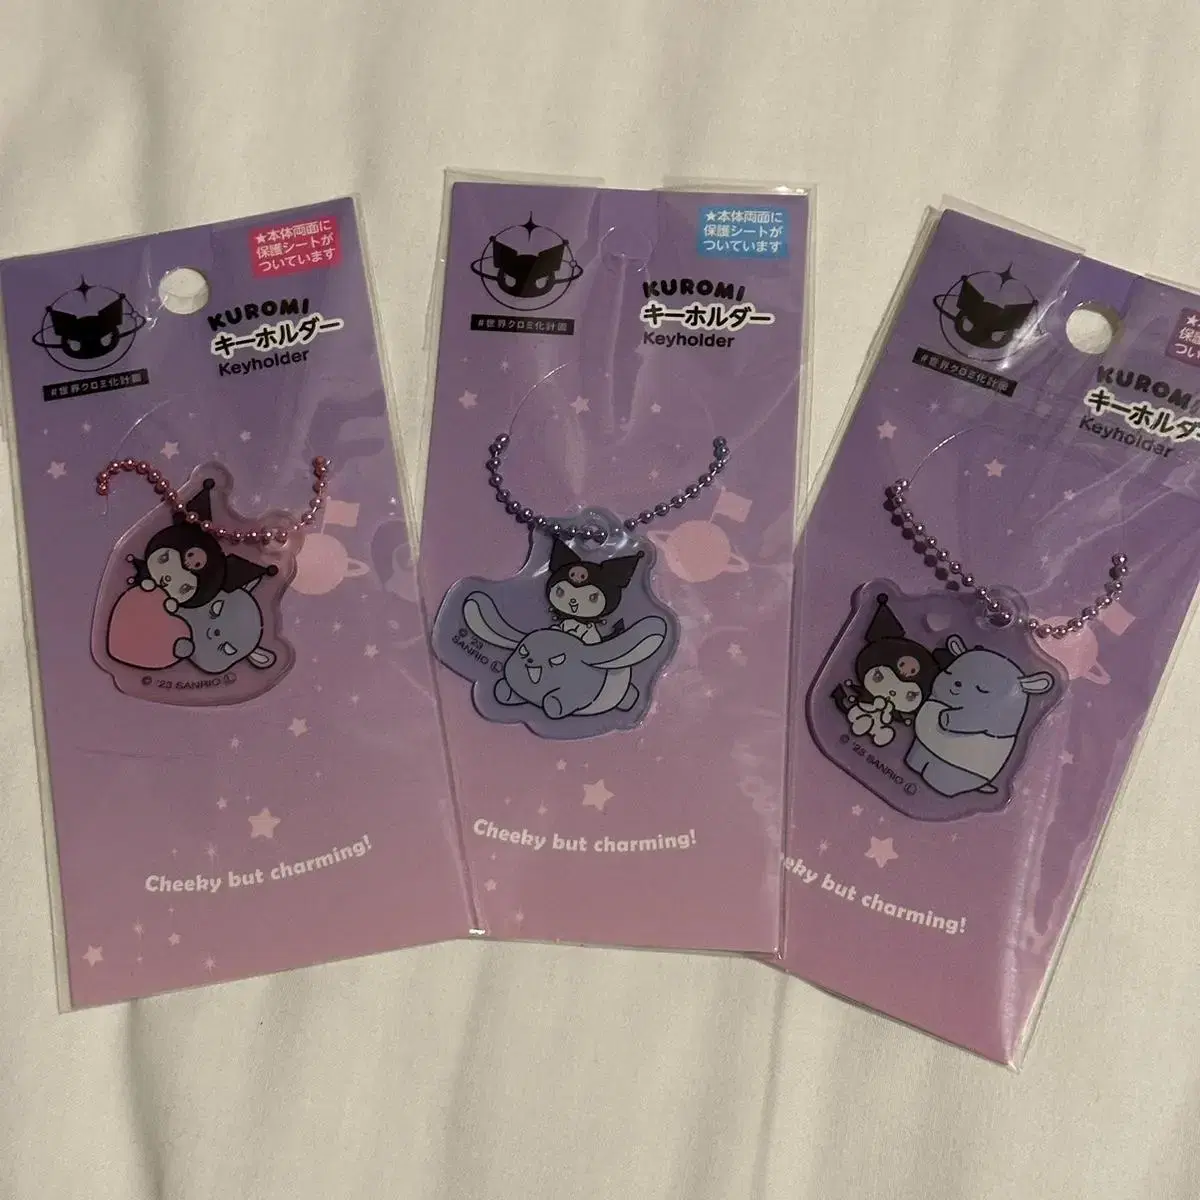 ★本体両面に
保護シートが
ついています
#世界クロミ化計画
KUROMI
キーホルダー
Keyholder
© '23 SANRIO Ⓛ
Cheeky but charming!
★本体両面に
保護シートが
ついています
#世界クロミ化計画
KUROMI
キーホルダー
Keyholder
© '23
SANRIO Ⓛ
Cheeky but charming!
#世界クロミ化計画
KUROMI
キーホルダ
Keyholder
© '23 SANRIO Ⓛ
but charming!